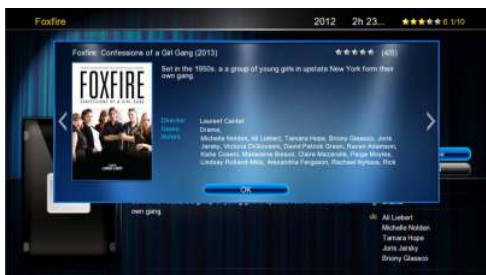 Foxfire 2012 2h 23... 6.1/10
Foxfire: Confessions of a Girl Gang (2013) (4/5)
Set in the 1950s. a a group of young girls in upstate New York form their
own gang.
FOXFIRE
CONFESSIONS OF A GIRL GANG
Director: Laurent Cantet
Genre: Drama,
Actors: Michelle Nolden, Ali Liebert, Tamara Hope, Briony Glassco, Joris
Jarsky, Victoria DiGiovanni, David Patrick Green, Raven Adamson,
Katie Coseni, Madeleine Bisson, Claire Mazerolle, Paige Moyles,
Lindsay Rolland-Mills, Alexandria Ferguson, Rachael Nyhuus, Rick
OK
own gang.
Ali Liebert
Michelle Nolden
Tamara Hope
Joris Jarsky
Briony Glassco